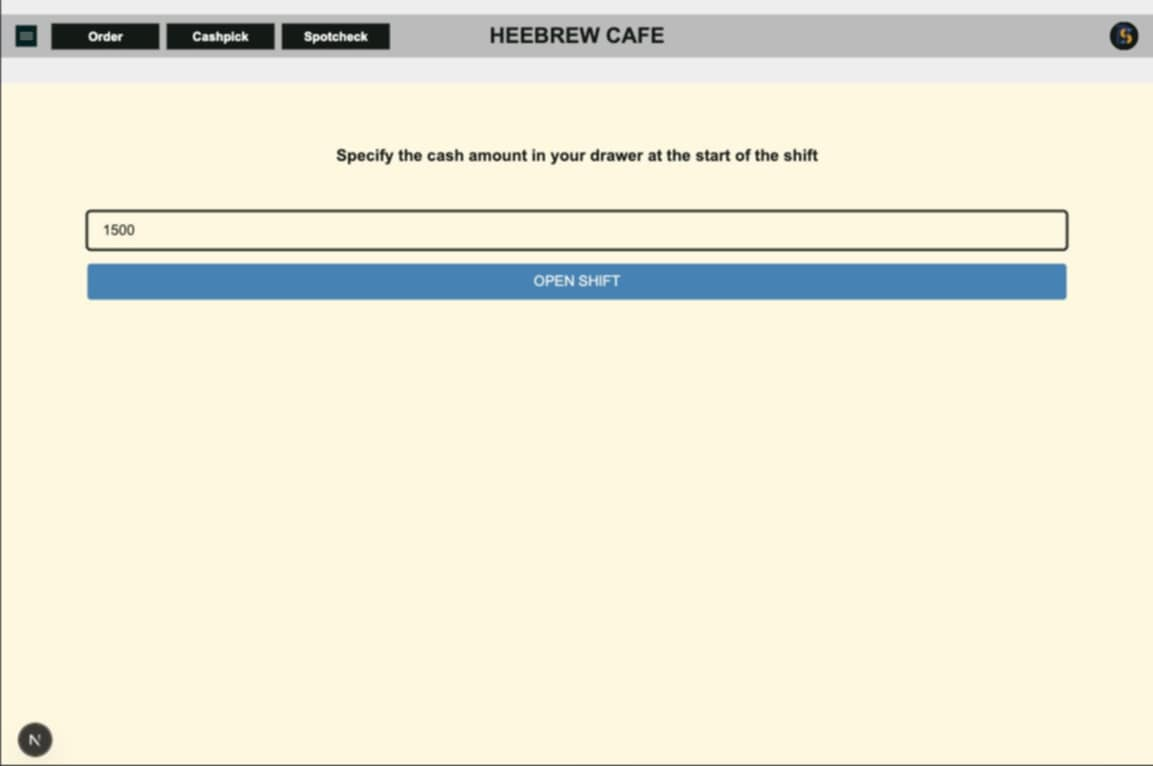 Order Cashpick Spotcheck HEEBREW CAFE S
Specify the cash amount in your drawer at the start of the shift
1500
OPEN SHIFT
N